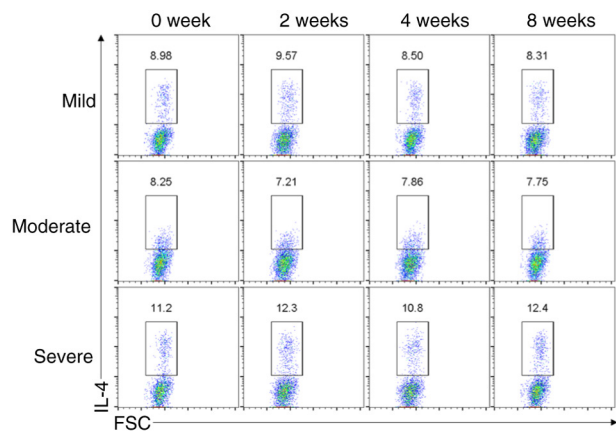 0 week 2 weeks 4 weeks 8 weeks
Mild
8.98 9.57 8.50 8.31
Moderate
8.25 7.21 7.86 7.75
Severe
11.2 12.3 10.8 12.4
IL-4
FSC